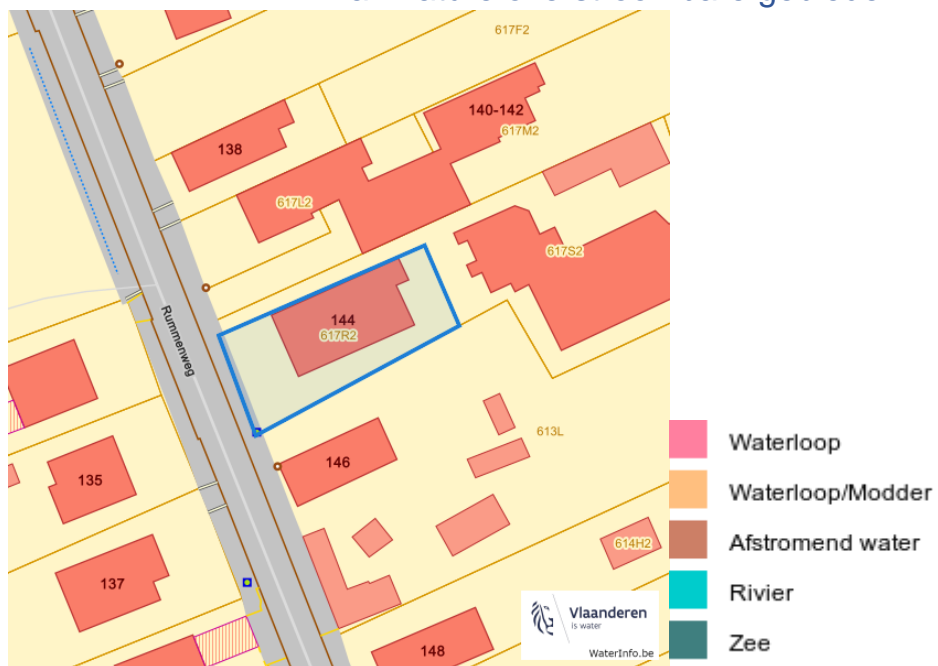 617F2
140-142
617M2
138
617L2
617S2
144
617R2
Rummenweg
613L
146
135
614H2
137
148
Vlaanderen
is water
WaterInfo.be
Waterloop
Waterloop/Modder
Afstromend water
Rivier
Zee